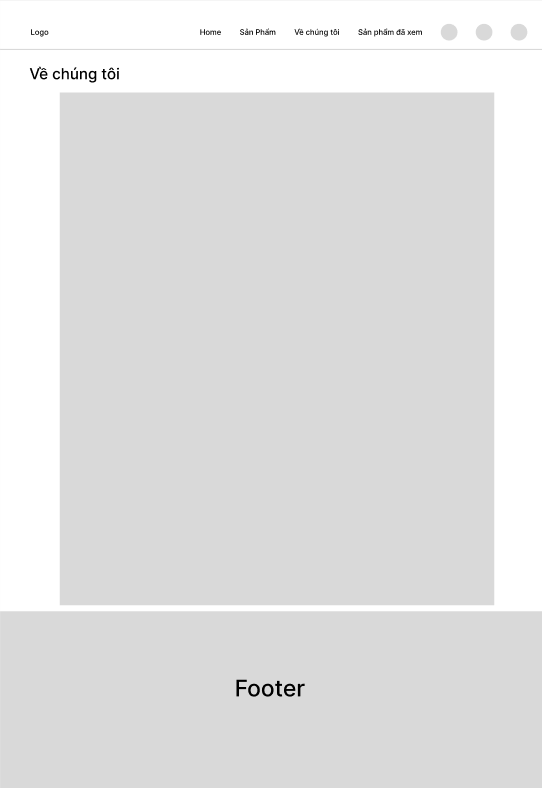 Logo Home Sản Phẩm Về chúng tôi Sản phẩm đã xem
Về chúng tôi
Footer